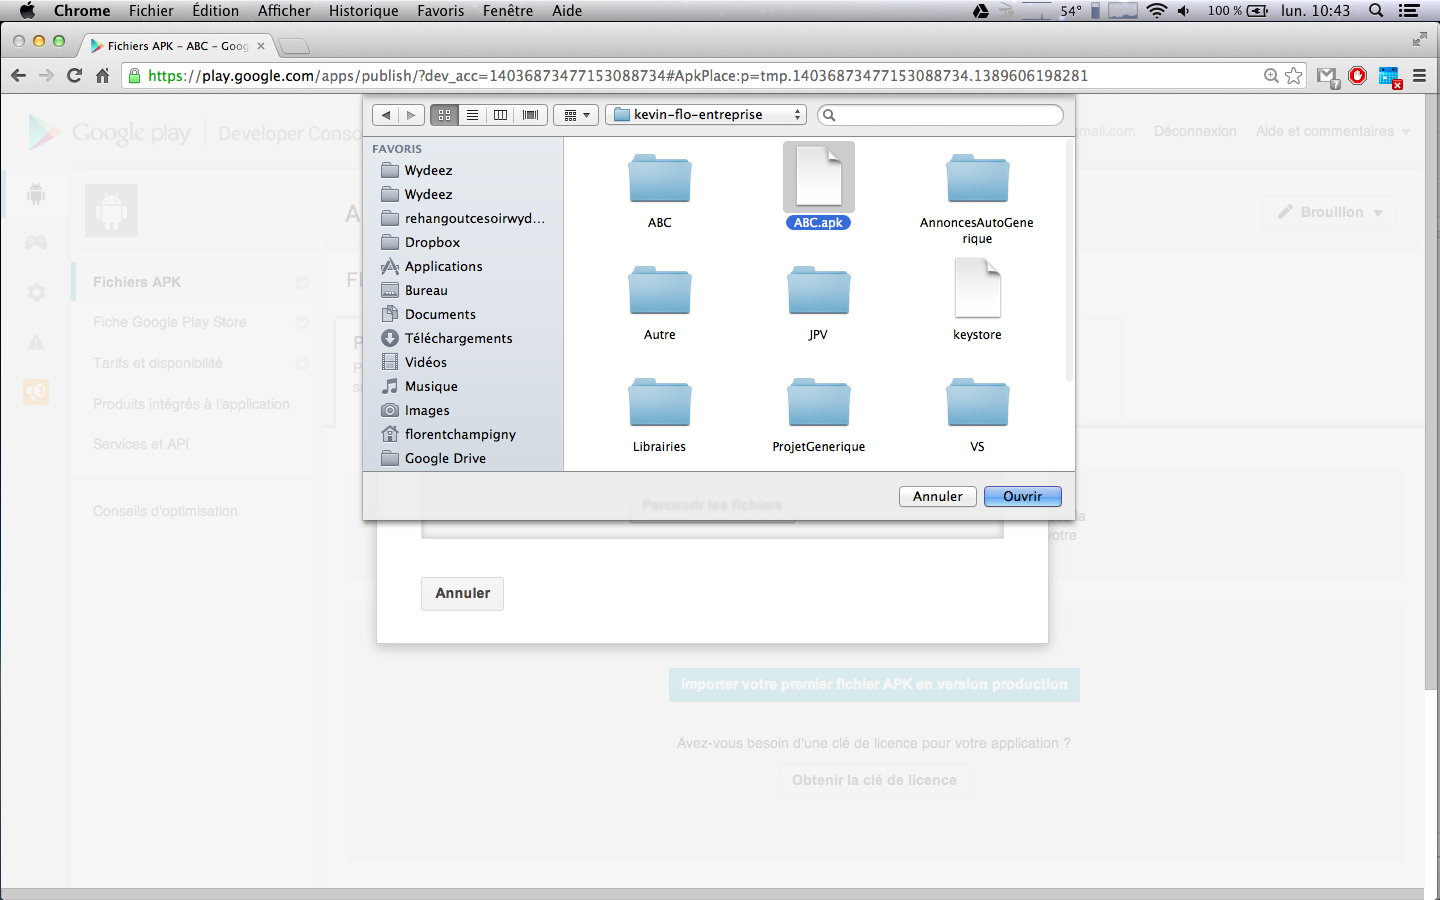 Chrome Fichier Édition Afficher Historique Favoris Fenêtre Aide 54° 100 % lun. 10:43
Fichiers APK – ABC – Goog
https://play.google.com/apps/publish/?dev_acc=14036873477153088734#ApkPlace:p=tmp.14036873477153088734.1389606198281
Google play Developer Conso
mail.com Déconnexion Aide et commentaires
kevin-flo-entreprise
FAVORIS
Wydeez
Wydeez
rehangoutcesoirwyd...
Dropbox
Applications
Bureau
Documents
Téléchargements
Vidéos
Musique
Images
florentchampigny
Google Drive
ABC
ABC.apk
AnnoncesAutoGene
rique
Autre
JPV
keystore
Librairies
ProjetGenerique
VS
Annuler
Ouvrir
Brouillon
Fichiers APK
Fiche Google Play Store
Tarifs et disponibilité
Produits intégrés à l'application
Services et API
Conseils d'optimisation
Parcourir les fichiers
la
votre
Annuler
Importer votre premier fichier APK en version production
Avez-vous besoin d'une clé de licence pour votre application ?
Obtenir la clé de licence